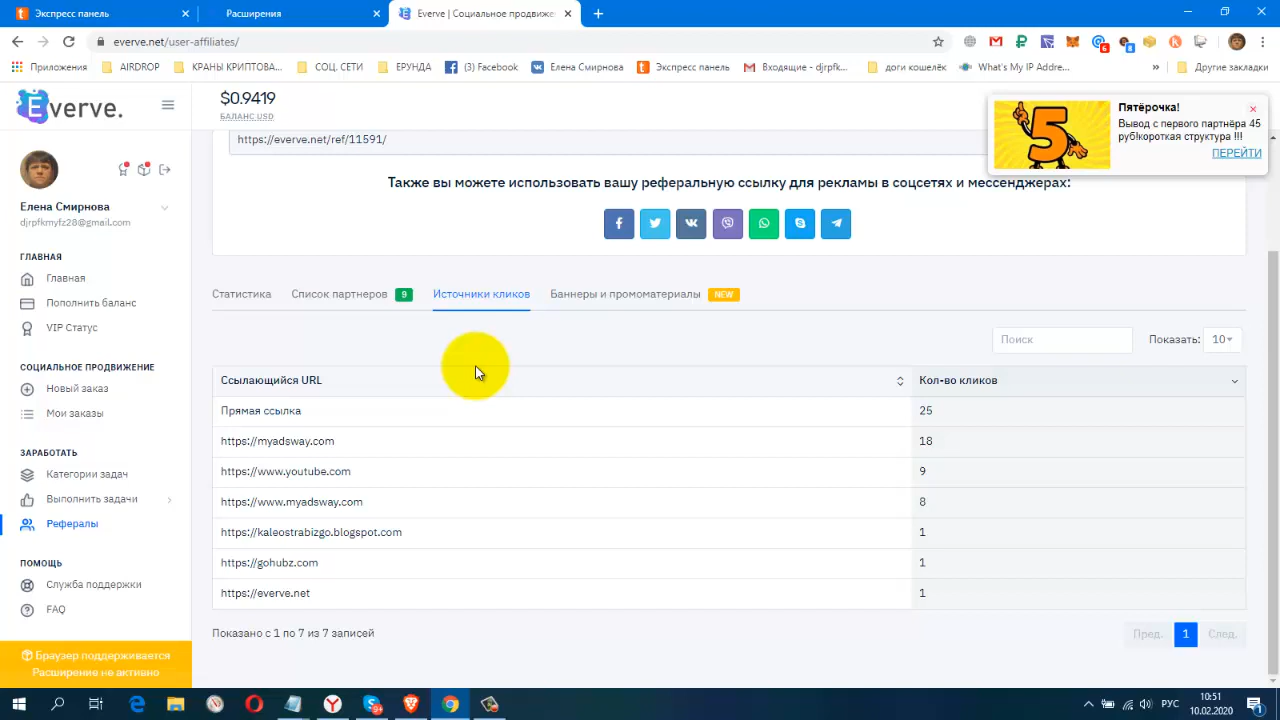 Экспресс панель
Расширения
Everve | Социальное продвиже
everve.net/user-affiliates/
6
8
Приложения
AIRDROP
КРАНЫ КРИПТОВА...
СОЦ. СЕТИ
ЕРУНДА
(3) Facebook
Елена Смирнова
Экспресс панель
Входящие - djrpfk...
доги кошелёк
What's My IP Addre...
»
Другие закладки
Everve.
$0.9419
БАЛАНС USD
Пятёрочка!
Вывод с первого партнёра 45
руб!короткая структура !!!
ПЕРЕЙТИ
https://everve.net/ref/11591/
Также вы можете использовать вашу реферальную ссылку для рекламы в соцсетях и мессенджерах:
Елена Смирнова
djrpfkmyfz28@gmail.com
ГЛАВНАЯ
Главная
Пополнить баланс
VIP Статус
СОЦИАЛЬНОЕ ПРОДВИЖЕНИЕ
Новый заказ
Мои заказы
ЗАРАБОТАТЬ
Категории задач
Выполнить задачи
Рефералы
ПОМОЩЬ
Служба поддержки
FAQ
Браузер поддерживается
Расширение не активно
Статистика
Список партнеров 9
Источники кликов
Баннеры и промоматериалы NEW
Поиск
Показать: 10
Ссылающийся URL Кол-во кликов
Прямая ссылка 25
https://myadsway.com 18
https://www.youtube.com 9
https://www.myadsway.com 8
https://kaleostrabizgo.blogspot.com 1
https://gohubz.com 1
https://everve.net 1
Показано с 1 по 7 из 7 записей
Пред. 1 След.
РУС
10:51
10.02.2020
1